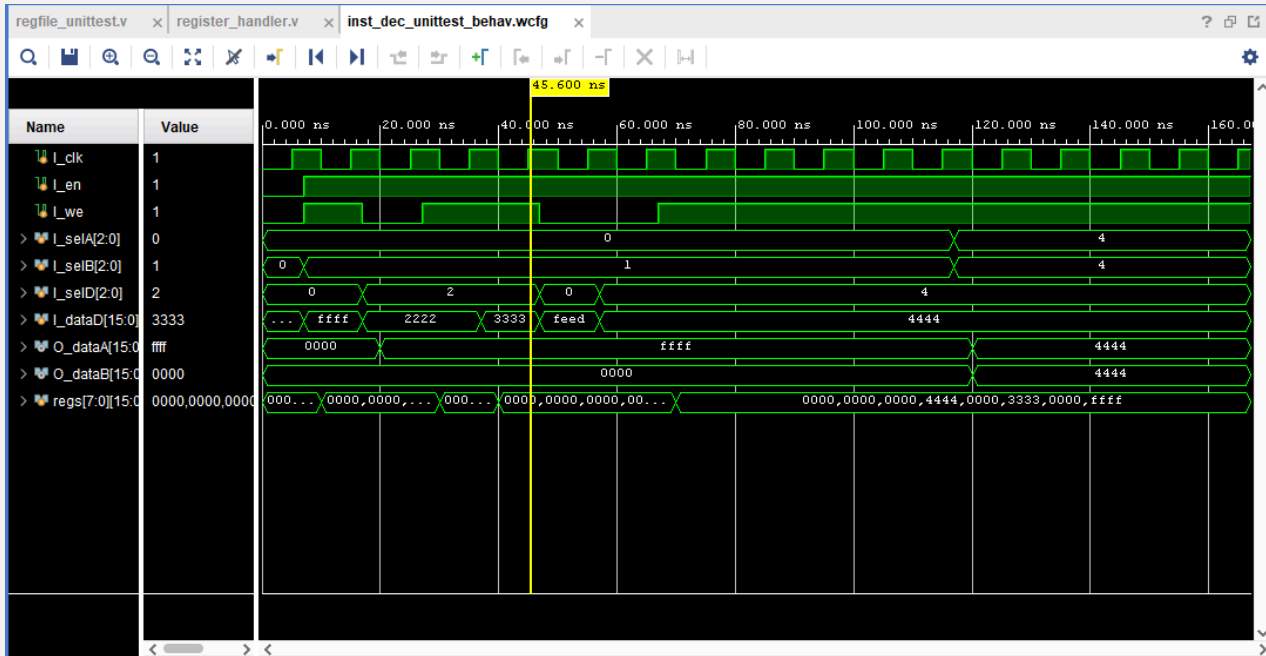 regfile_unittest.v × register_handler.v × inst_dec_unittest_behav.wcfg × ?
45.600 ns
Name Value 0.000 ns 20.000 ns 40.000 ns 60.000 ns 80.000 ns 100.000 ns 120.000 ns 140.000 ns 160.0
I_clk 1
I_en 1
I_we 1
I_selA[2:0] 0 0 4
I_selB[2:0] 1 0 1 4
I_selD[2:0] 2 0 2 0 4
I_dataD[15:0] 3333 ... ffff 2222 3333 feed 4444
O_dataA[15:0 ffff 0000 ffff 4444
O_dataB[15:0 0000 0000 4444
regs[7:0][15:0 0000,0000,0000 000... 0000,0000,... 000... 0000,0000,0000,00... 0000,0000,0000,4444,0000,3333,0000,ffff